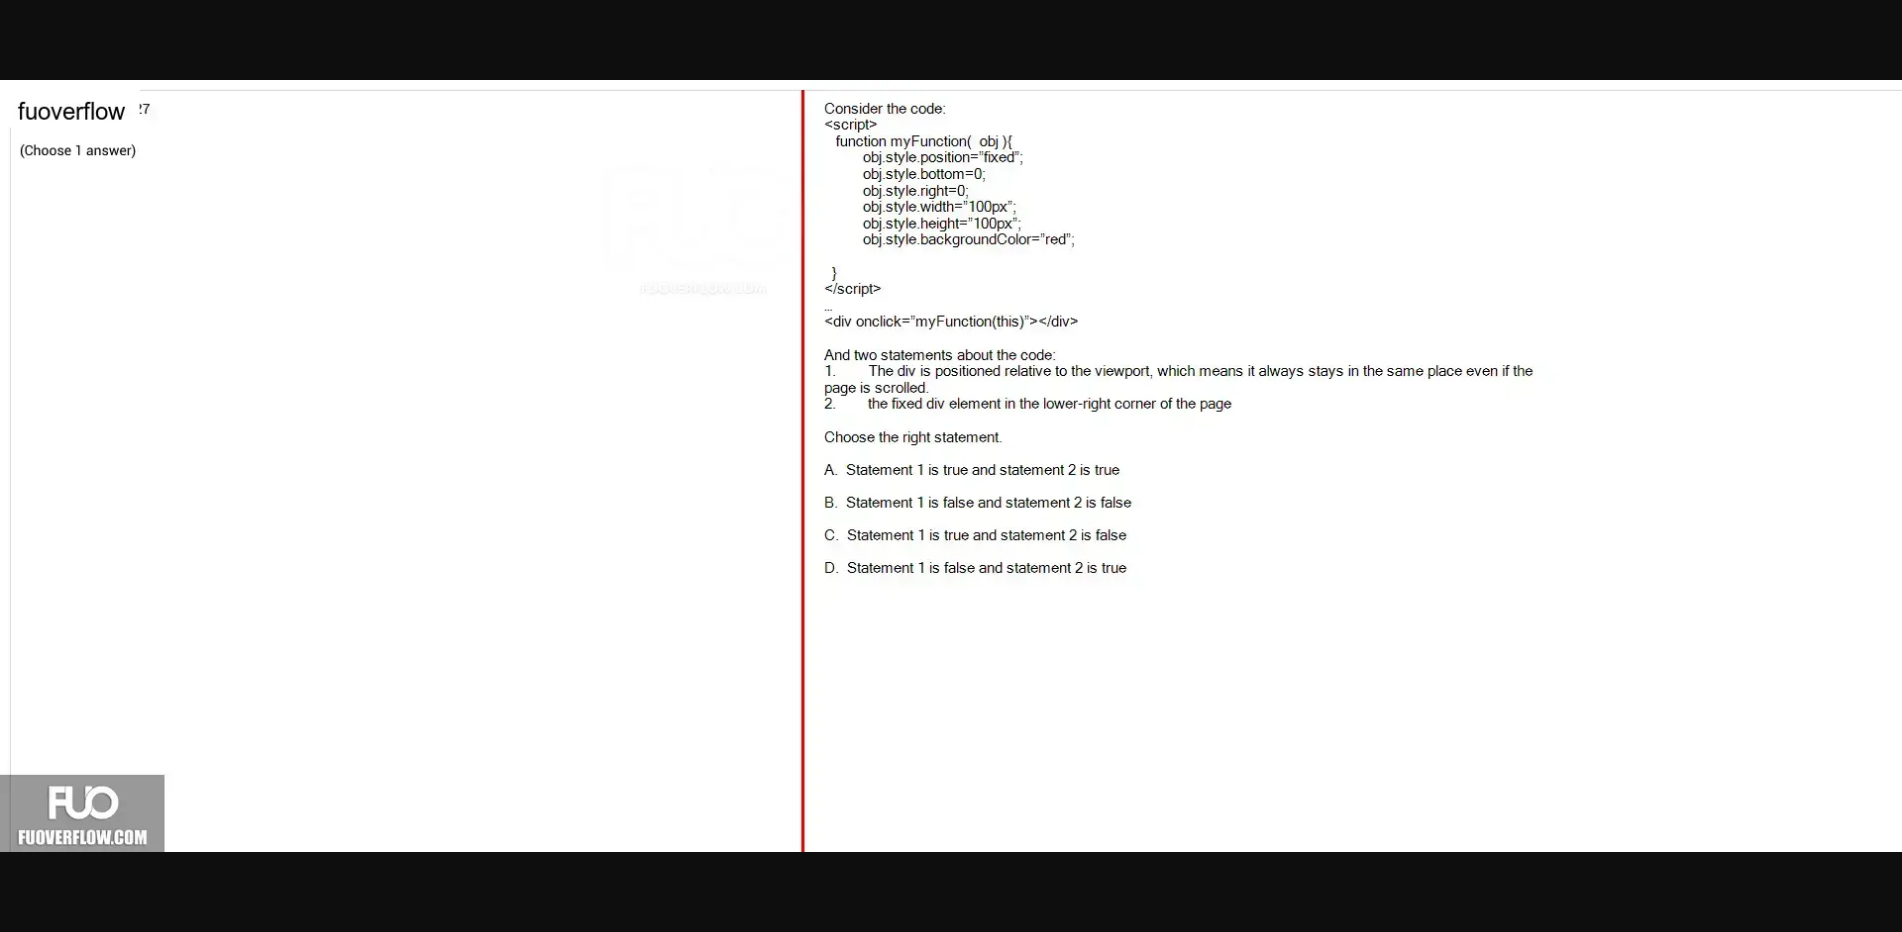 fuoverflow 27
(Choose 1 answer)
FUO
FUOVERFLOW.COM
Consider the code:
<script>
function myFunction( obj ){
obj.style.position="fixed";
obj.style.bottom=0;
obj.style.right=0;
obj.style.width="100px";
obj.style.height="100px";
obj.style.backgroundColor="red";
}
</script>
...
<div onclick="myFunction(this)"></div>
And two statements about the code:
1. The div is positioned relative to the viewport, which means it always stays in the same place even if the
page is scrolled.
2. the fixed div element in the lower-right corner of the page
Choose the right statement.
A. Statement 1 is true and statement 2 is true
B. Statement 1 is false and statement 2 is false
C. Statement 1 is true and statement 2 is false
D. Statement 1 is false and statement 2 is true
FUO
FUOVERFLOW.COM